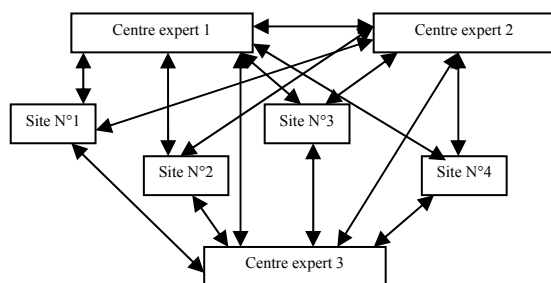 Centre expert 1
Centre expert 2
Site N°1
Site N°3
Site N°2
Site N°4
Centre expert 3